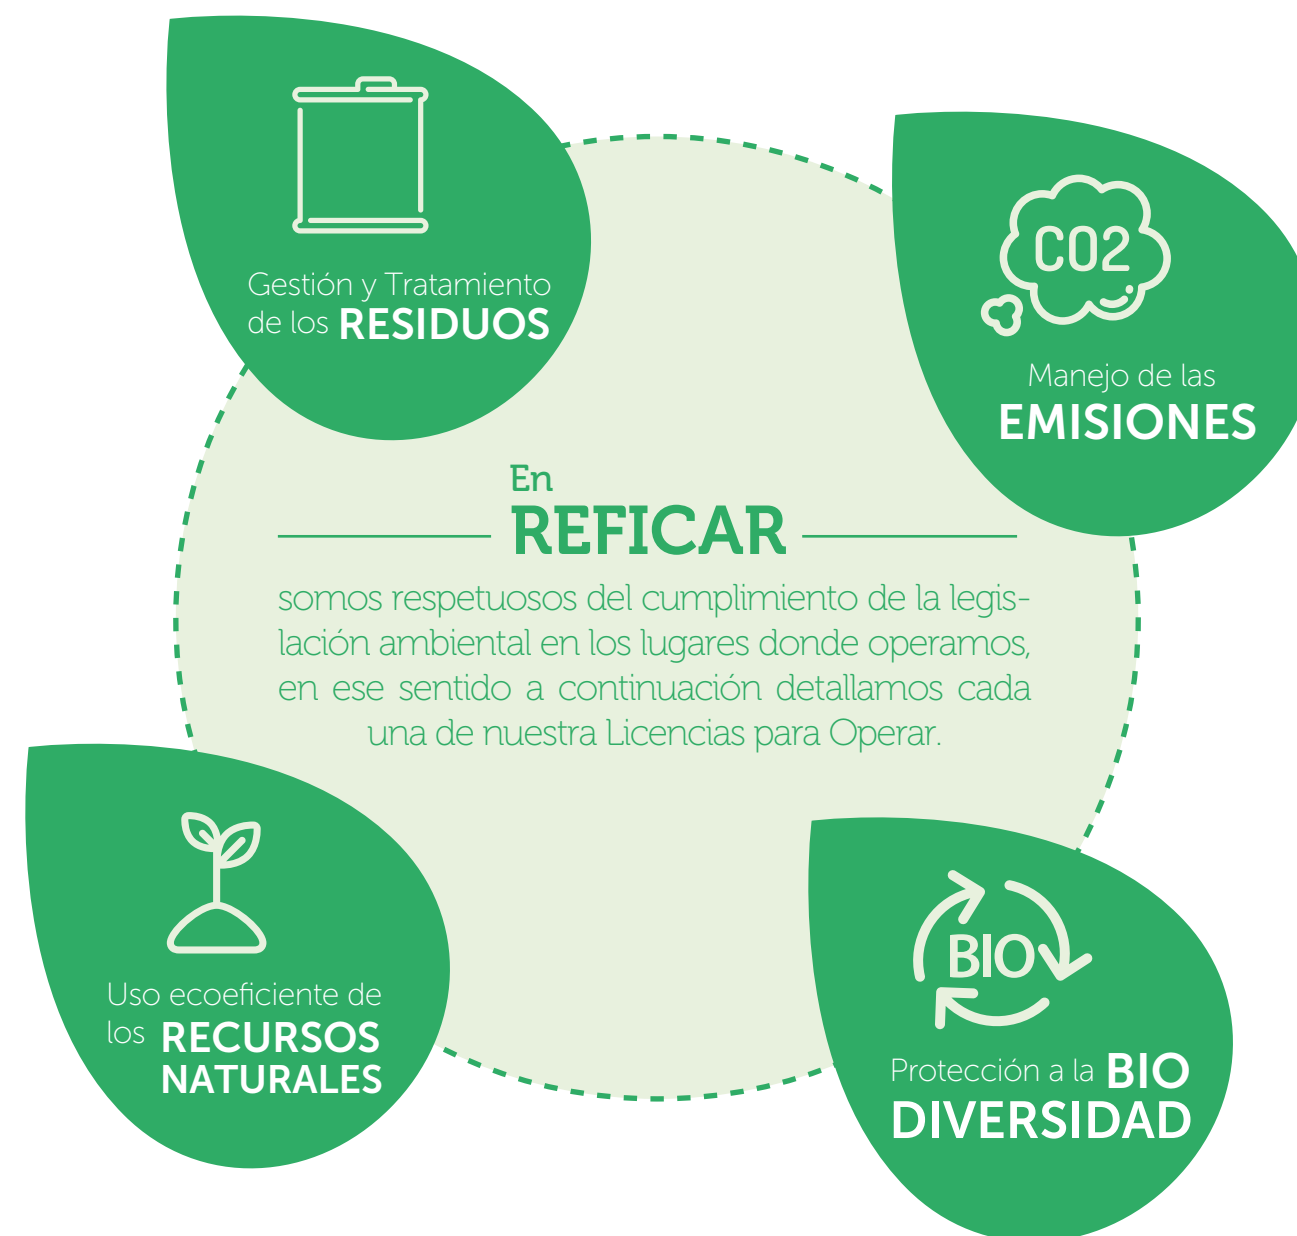 Gestión y Tratamiento
de los RESIDUOS
CO2
Manejo de las
EMISIONES
En
REFICAR
somos respetuosos del cumplimiento de la legis-
lación ambiental en los lugares donde operamos,
en ese sentido a continuación detallamos cada
una de nuestra Licencias para Operar.
Uso ecoeficiente de
los RECURSOS
NATURALES
BIO
Protección a la BIO
DIVERSIDAD